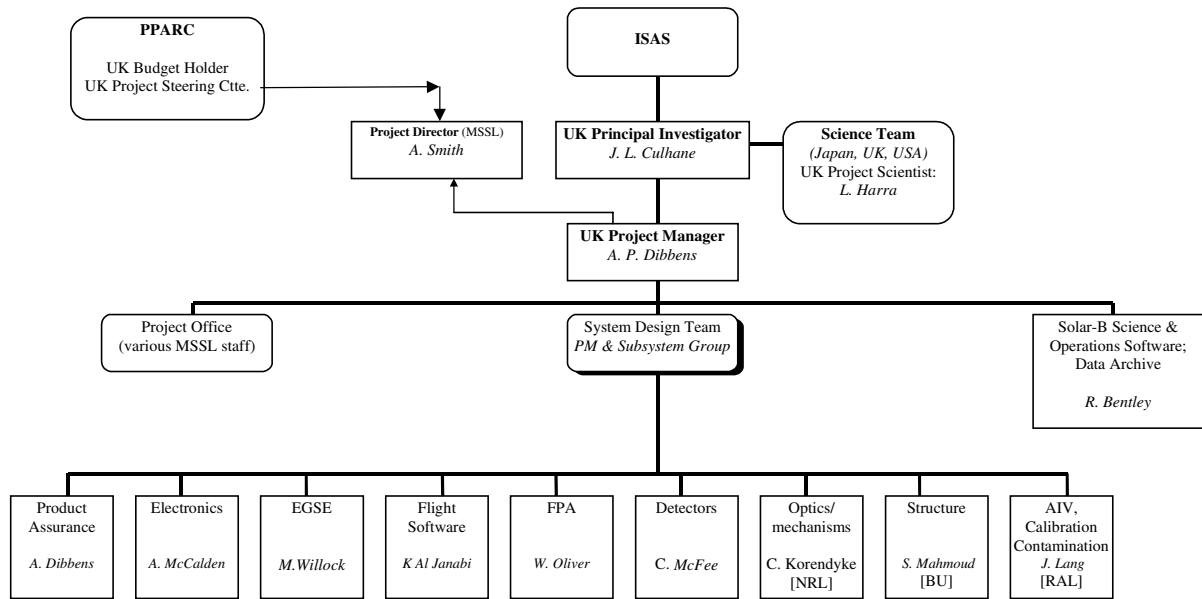 PPARC
UK Budget Holder
UK Project Steering Ctte.
ISAS
Project Director (MSSL)
A. Smith
UK Principal Investigator
J. L. Culhane
Science Team
(Japan, UK, USA)
UK Project Scientist:
L. Harra
UK Project Manager
A. P. Dibbens
Project Office
(various MSSL staff)
System Design Team
PM & Subsystem Group
Solar-B Science &
Operations Software;
Data Archive
R. Bentley
Product
Assurance
A. Dibbens
Electronics
A. McCalden
EGSE
M.Willock
Flight
Software
K Al Janabi
FPA
W. Oliver
Detectors
C. McFee
Optics/
mechanisms
C. Korendyke
[NRL]
Structure
S. Mahmoud
[BU]
AIV,
Calibration
Contamination
J. Lang
[RAL]